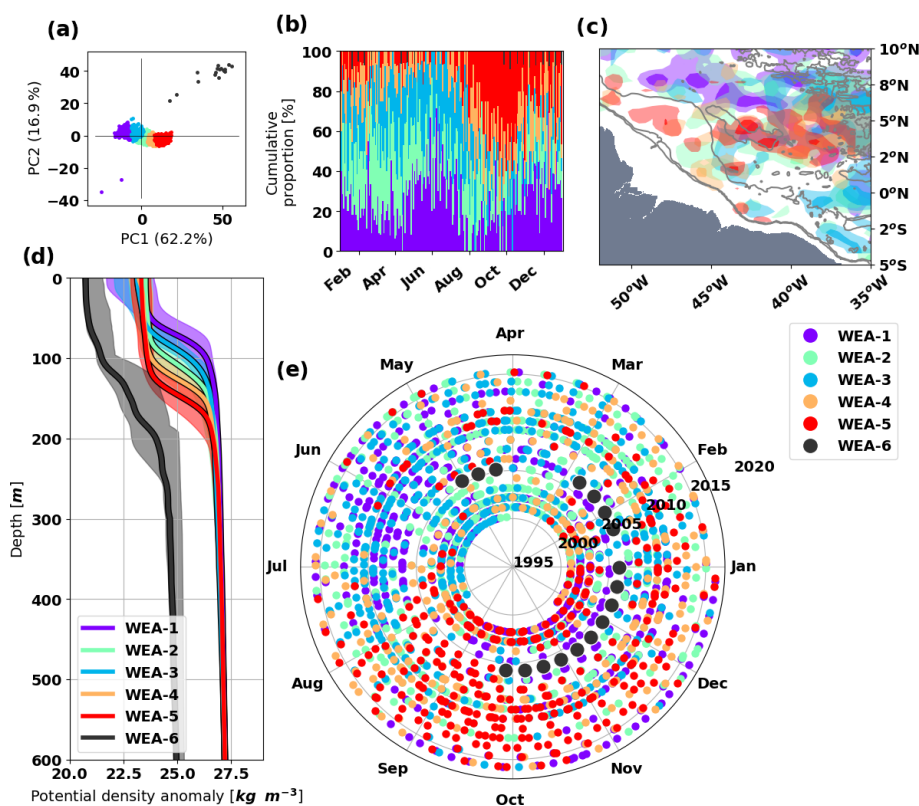 (a)
PC2 (16.9 %)
40
20
0
−20
−40
0
50
PC1 (62.2%)
(b)
Cumulative
proportion [%]
100
80
60
40
20
0
Feb
Apr
Jun
Aug
Oct
Dec
(c)
10°N
8°N
5°N
2°N
0°N
2°S
5°S
50°W
45°W
40°W
35°W
(d)
Depth [m]
0
100
200
300
400
500
600
20.0
22.5
25.0
27.5
Potential density anomaly [kg m⁻³]
WEA-1
WEA-2
WEA-3
WEA-4
WEA-5
WEA-6
(e)
Apr
Mar
Feb
Jan
Dec
Nov
Oct
Sep
Aug
Jul
Jun
May
1995
2000
2005
2010
2015
2020
WEA-1
WEA-2
WEA-3
WEA-4
WEA-5
WEA-6